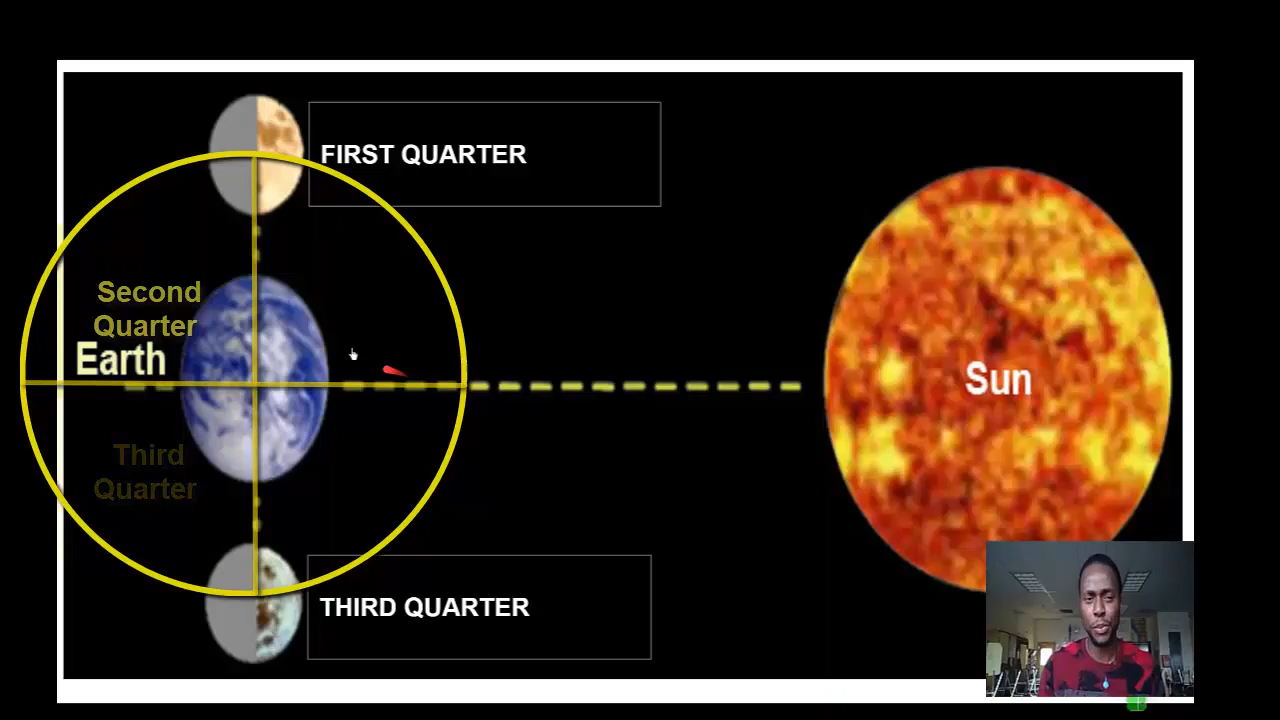 FIRST QUARTER
Second
Quarter
Earth
Sun
Third
Quarter
THIRD QUARTER